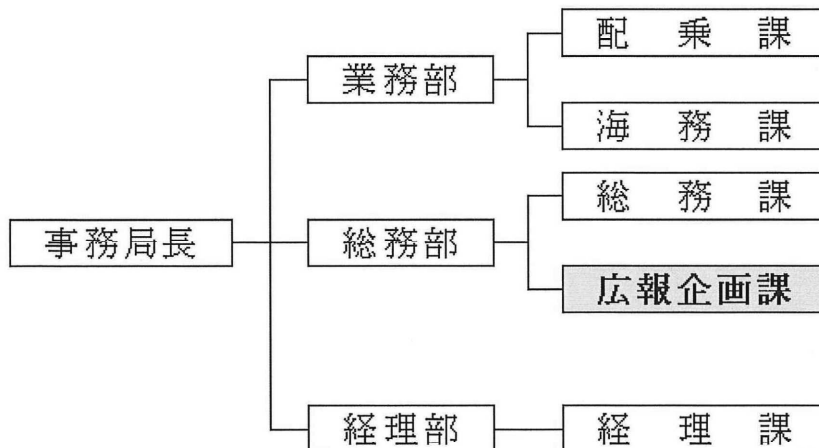 配乗課
業務部
海務課
総務課
事務局長
総務部
広報企画課
経理部
経理課